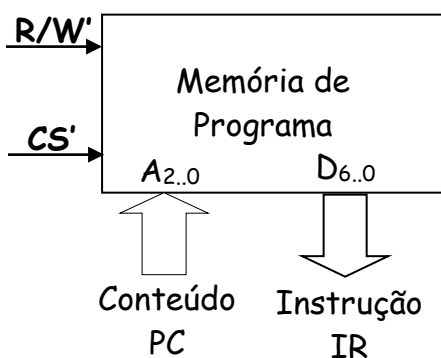 R/W'
Memória de
Programa
CS'
A2..0
D6..0
Conteúdo
PC
Instrução
IR